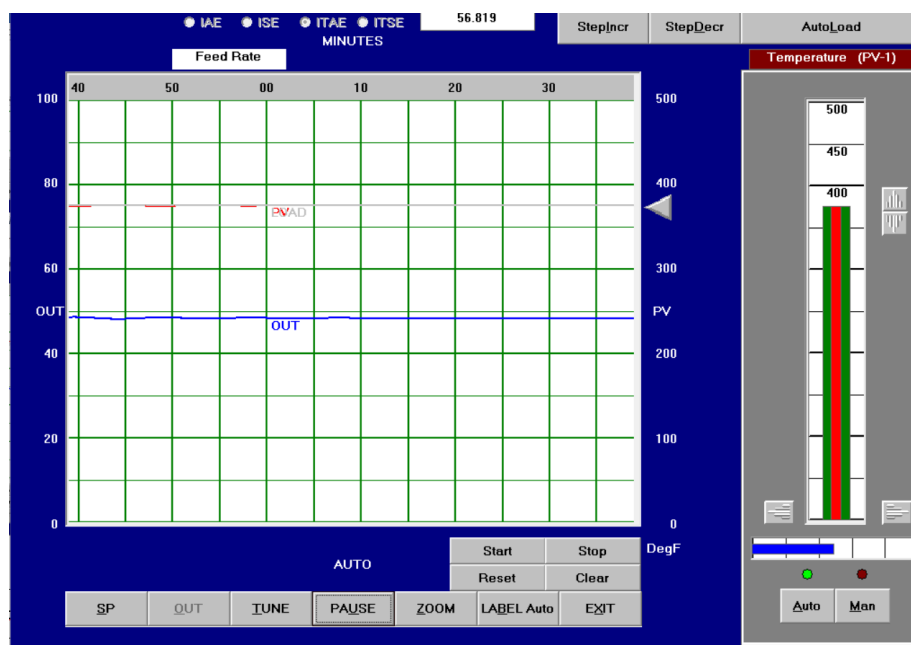 IAE ISE ITAE ITSE 56.819 StepIncr StepDecr AutoLoad
MINUTES
Feed Rate Temperature (PV-1)
40 50 00 10 20 30
100 500
80 400
PV LOAD
60 300
OUT PV
OUT
40 200
20 100
0 0
500
450
400
AUTO Start Stop DegF
Reset Clear
SP OUT TUNE PAUSE ZOOM LABEL Auto EXIT
Auto Man